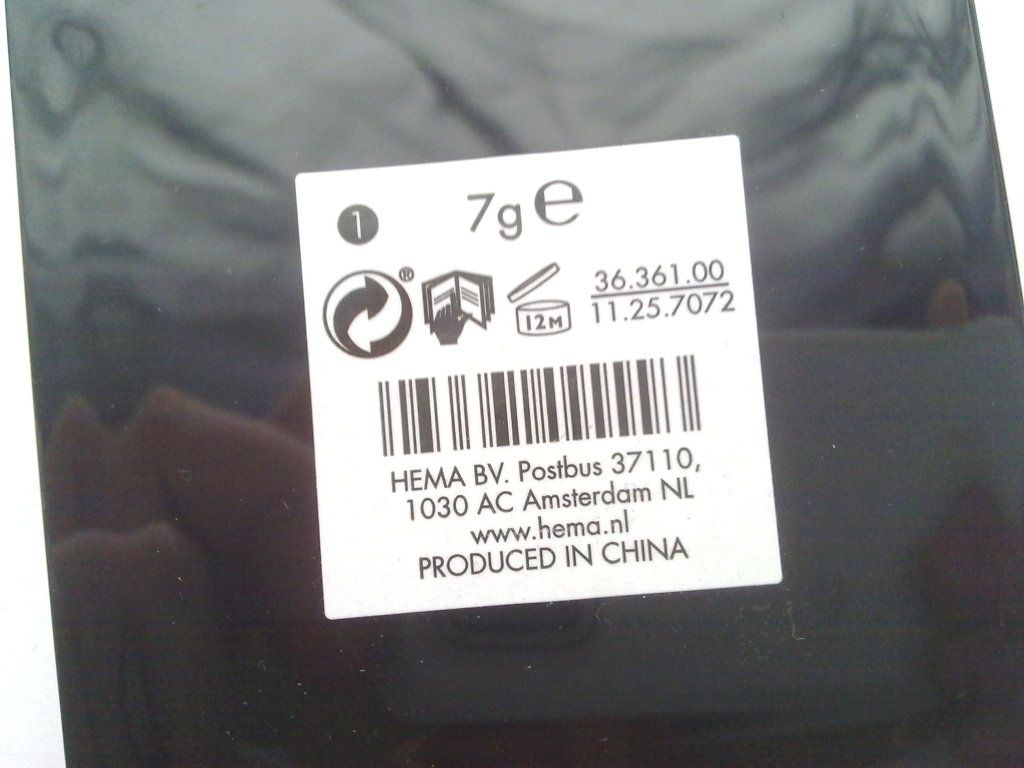 1 7g e
® 12M 36.361.00
11.25.7072
HEMA BV. Postbus 37110,
1030 AC Amsterdam NL
www.hema.nl
PRODUCED IN CHINA